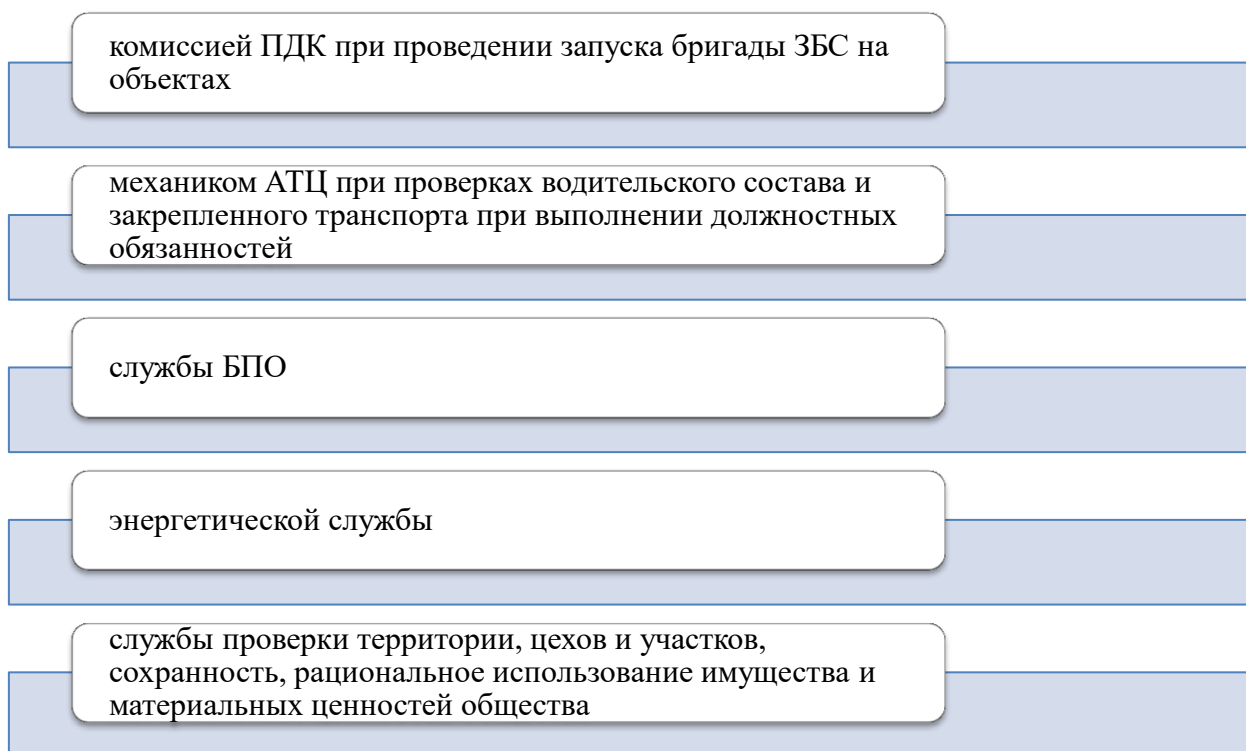 комиссией ПДК при проведении запуска бригады ЗБС на
объектах
механиком АТЦ при проверках водительского состава и
закрепленного транспорта при выполнении должностных
обязанностей
службы БПО
энергетической службы
службы проверки территории, цехов и участков,
сохранность, рациональное использование имущества и
материальных ценностей общества